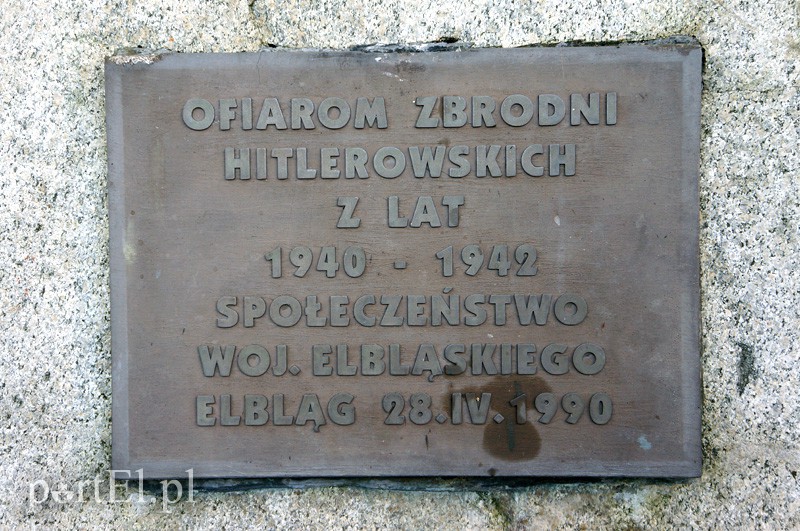 OFIAROM ZBRODNI
HITLEROWSKICH
Z LAT
1940 - 1942
SPOŁECZEŃSTWO
WOJ. ELBLĄSKIEGO
ELBLĄG 28.IV.1990
portEl.pl